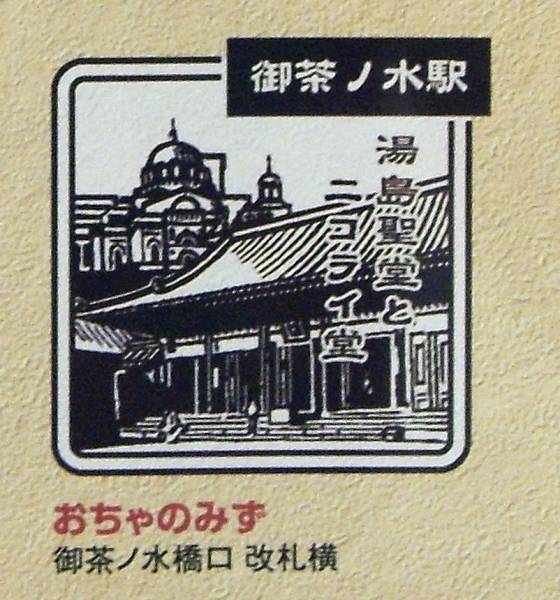 御茶ノ水駅
湯島聖堂と
ニコライ堂
おちゃのみず
御茶ノ水橋口 改札横